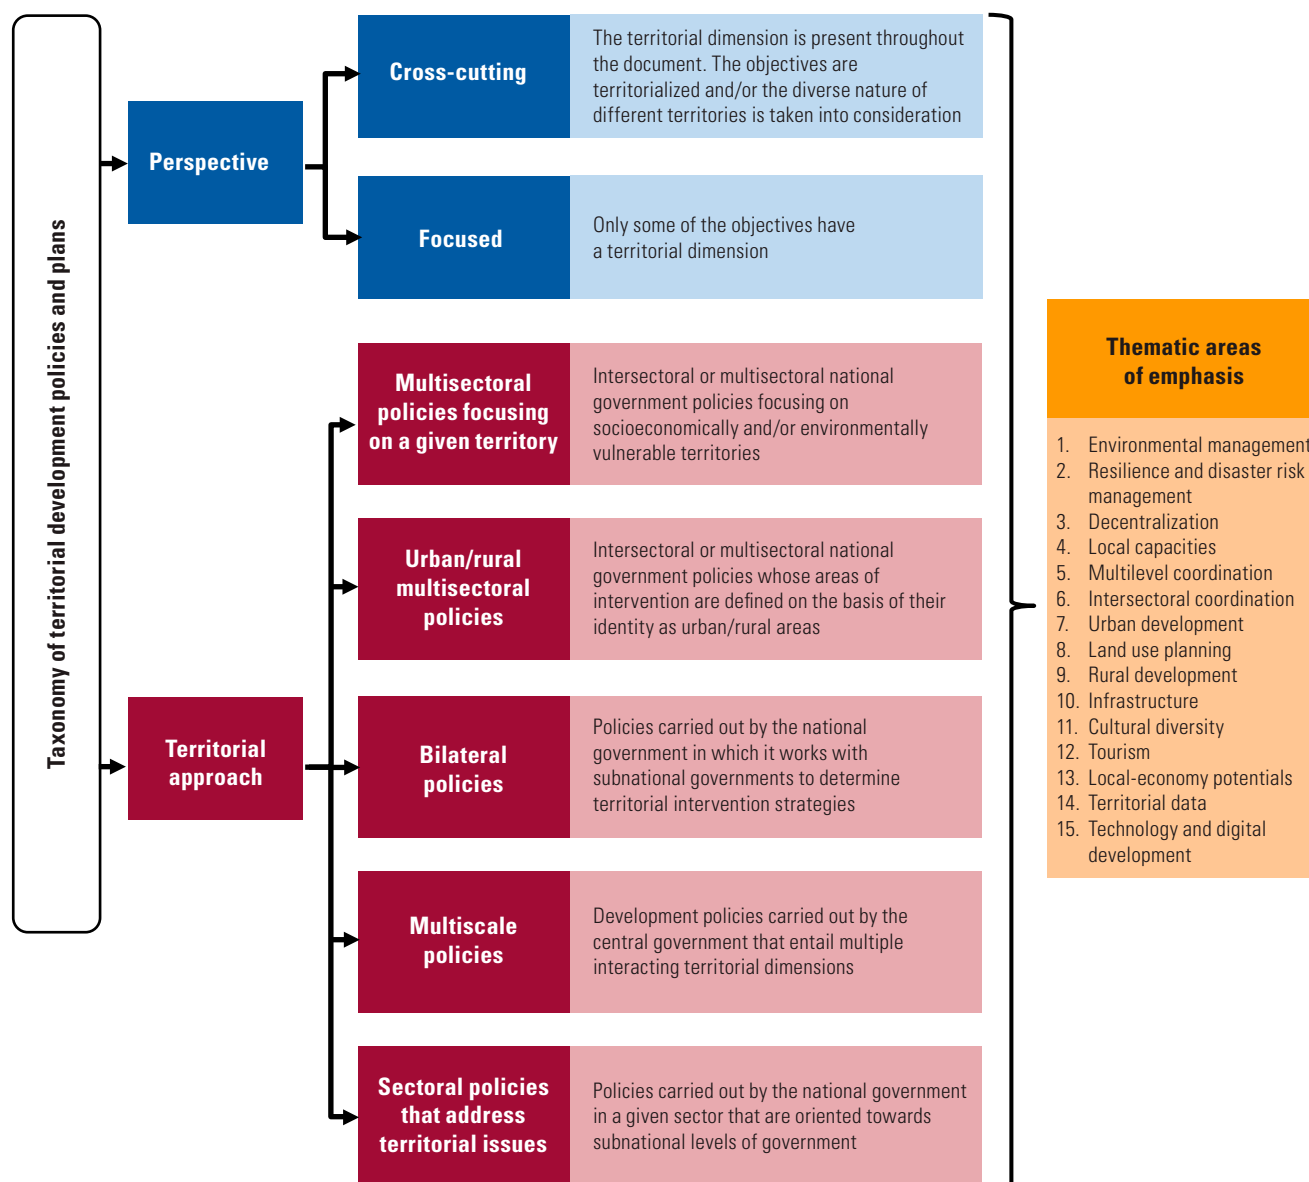 Taxonomy of territorial development policies and plans
Perspective
Cross-cutting
The territorial dimension is present throughout
the document. The objectives are
territorialized and/or the diverse nature of
different territories is taken into consideration
Focused
Only some of the objectives have
a territorial dimension
Territorial
approach
Multisectoral
policies focusing
on a given territory
Intersectoral or multisectoral national
government policies focusing on
socioeconomically and/or environmentally
vulnerable territories
Urban/rural
multisectoral
policies
Intersectoral or multisectoral national
government policies whose areas of
intervention are defined on the basis of their
identity as urban/rural areas
Bilateral
policies
Policies carried out by the national
government in which it works with
subnational governments to determine
territorial intervention strategies
Multiscale
policies
Development policies carried out by the
central government that entail multiple
interacting territorial dimensions
Sectoral policies
that address
territorial issues
Policies carried out by the national government
in a given sector that are oriented towards
subnational levels of government
Thematic areas
of emphasis
1. Environmental management
2. Resilience and disaster risk
management
3. Decentralization
4. Local capacities
5. Multilevel coordination
6. Intersectoral coordination
7. Urban development
8. Land use planning
9. Rural development
10. Infrastructure
11. Cultural diversity
12. Tourism
13. Local-economy potentials
14. Territorial data
15. Technology and digital
development